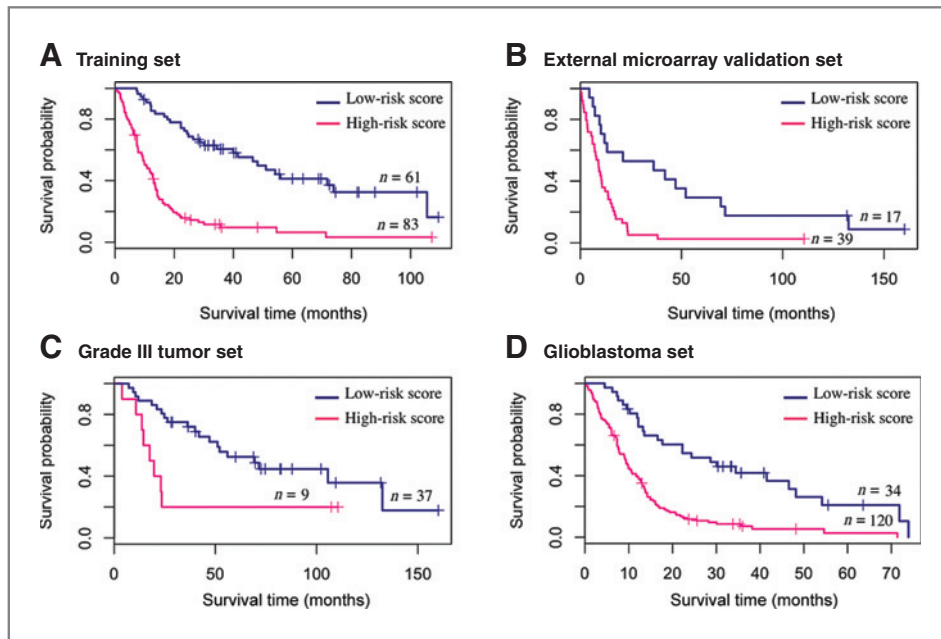 A Training set
Survival probability
0.8
0.4
0.0
Low-risk score
High-risk score
n = 61
n = 83
0 20 40 60 80 100
Survival time (months)
B External microarray validation set
Survival probability
0.8
0.4
0.0
Low-risk score
High-risk score
n = 17
n = 39
0 50 100 150
Survival time (months)
C Grade III tumor set
Survival probability
0.8
0.4
0.0
Low-risk score
High-risk score
n = 9
n = 37
0 50 100 150
Survival time (months)
D Glioblastoma set
Survival probability
0.8
0.4
0.0
Low-risk score
High-risk score
n = 34
n = 120
0 10 20 30 40 50 60 70
Survival time (months)